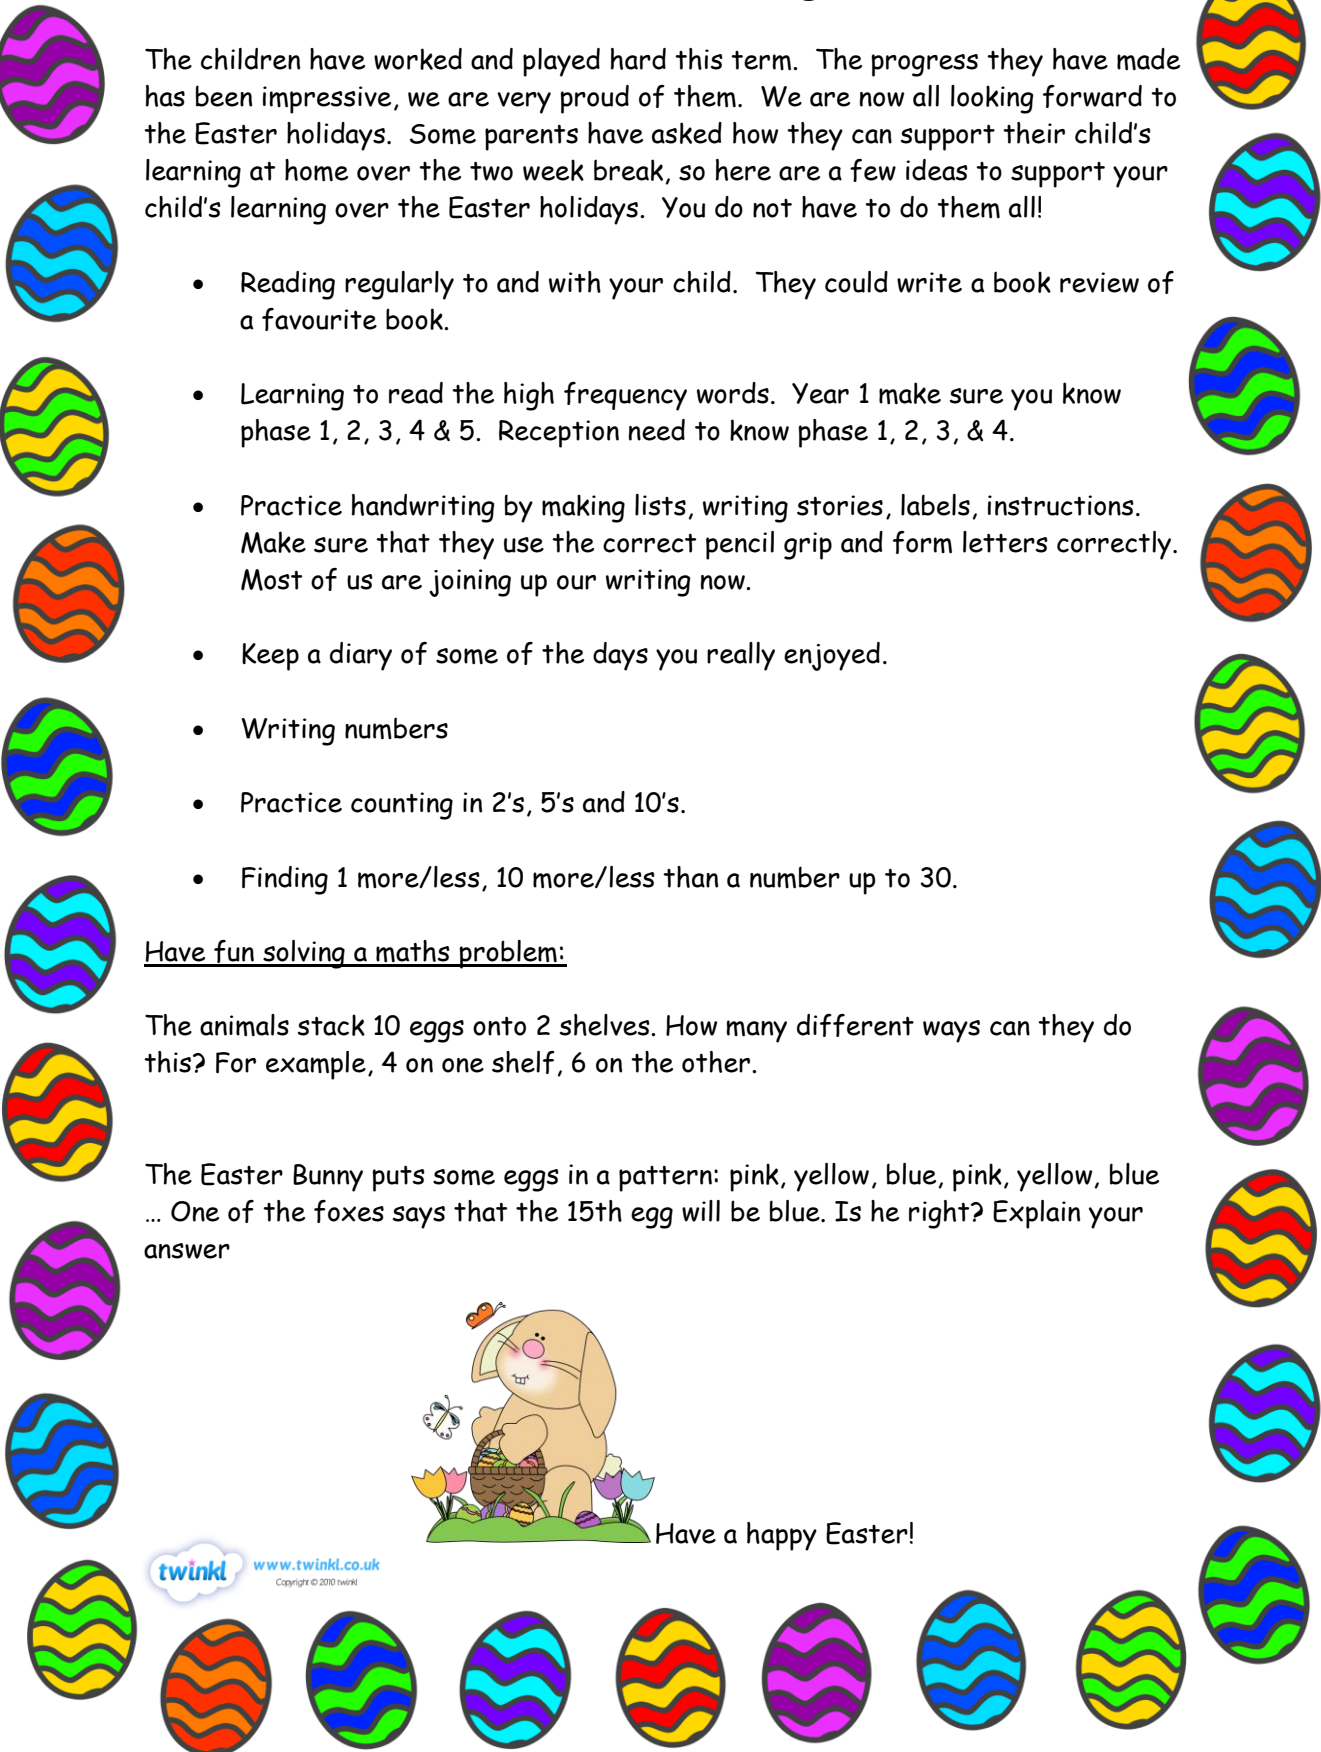 The children have worked and played hard this term.  The progress they have made
has been impressive, we are very proud of them.  We are now all looking forward to
the Easter holidays.  Some parents have asked how they can support their child's
learning at home over the two week break, so here are a few ideas to support your
child's learning over the Easter holidays.  You do not have to do them all!
• Reading regularly to and with your child.  They could write a book review of
a favourite book.
• Learning to read the high frequency words.  Year 1 make sure you know
phase 1, 2, 3, 4 & 5.  Reception need to know phase 1, 2, 3, & 4.
• Practice handwriting by making lists, writing stories, labels, instructions.
Make sure that they use the correct pencil grip and form letters correctly.
Most of us are joining up our writing now.
• Keep a diary of some of the days you really enjoyed.
• Writing numbers
• Practice counting in 2's, 5's and 10's.
• Finding 1 more/less, 10 more/less than a number up to 30.
Have fun solving a maths problem:
The animals stack 10 eggs onto 2 shelves. How many different ways can they do
this? For example, 4 on one shelf, 6 on the other.
The Easter Bunny puts some eggs in a pattern: pink, yellow, blue, pink, yellow, blue
… One of the foxes says that the 15th egg will be blue. Is he right? Explain your
answer
Have a happy Easter!
twinkl www.twinkl.co.uk
Copyright © 2010 twinkl